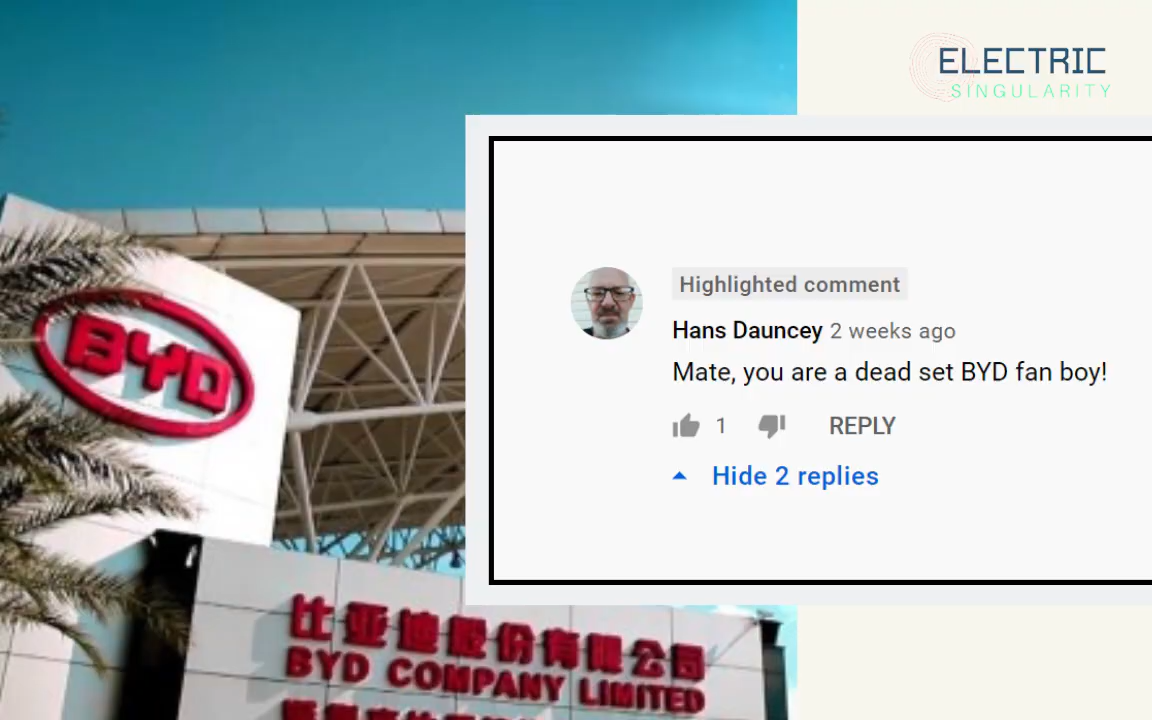 ELECTRIC
SINGULARITY
Highlighted comment
Hans Dauncey 2 weeks ago
Mate, you are a dead set BYD fan boy!
1 REPLY
Hide 2 replies
BYD
比亚迪股份有限公司
BYD COMPANY LIMITED